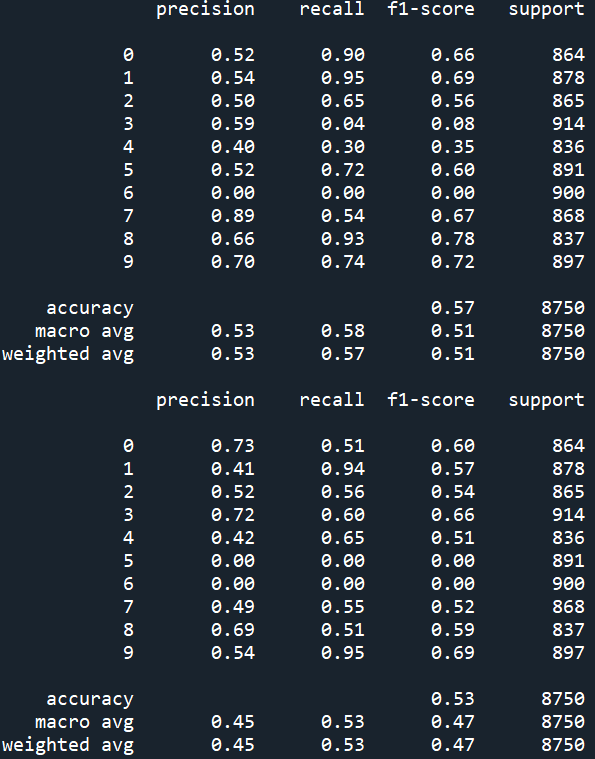 precision recall f1-score support
0 0.52 0.90 0.66 864
1 0.54 0.95 0.69 878
2 0.50 0.65 0.56 865
3 0.59 0.04 0.08 914
4 0.40 0.30 0.35 836
5 0.52 0.72 0.60 891
6 0.00 0.00 0.00 900
7 0.89 0.54 0.67 868
8 0.66 0.93 0.78 837
9 0.70 0.74 0.72 897
accuracy 0.57 8750
macro avg 0.53 0.58 0.51 8750
weighted avg 0.53 0.57 0.51 8750
precision recall f1-score support
0 0.73 0.51 0.60 864
1 0.41 0.94 0.57 878
2 0.52 0.56 0.54 865
3 0.72 0.60 0.66 914
4 0.42 0.65 0.51 836
5 0.00 0.00 0.00 891
6 0.00 0.00 0.00 900
7 0.49 0.55 0.52 868
8 0.69 0.51 0.59 837
9 0.54 0.95 0.69 897
accuracy 0.53 8750
macro avg 0.45 0.53 0.47 8750
weighted avg 0.45 0.53 0.47 8750